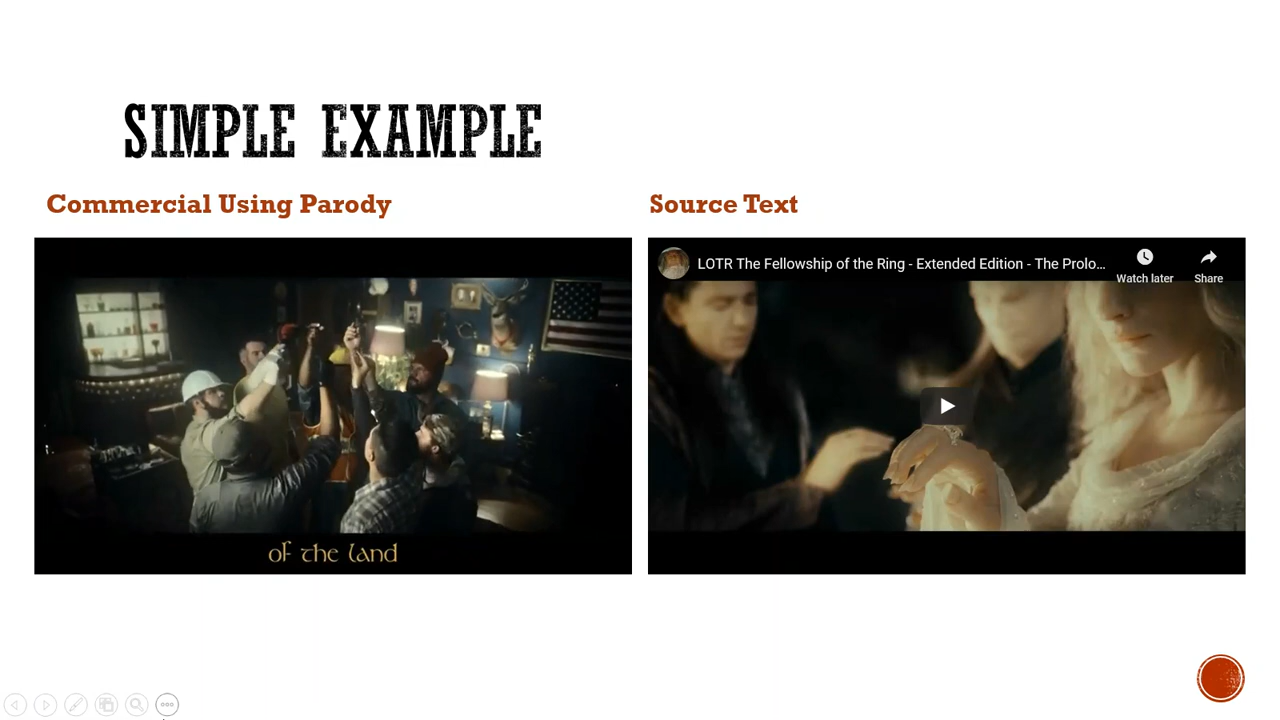 SIMPLE EXAMPLE
Commercial Using Parody
Source Text
LOTR The Fellowship of the Ring - Extended Edition - The Prolo...
Watch later
Share
of the land